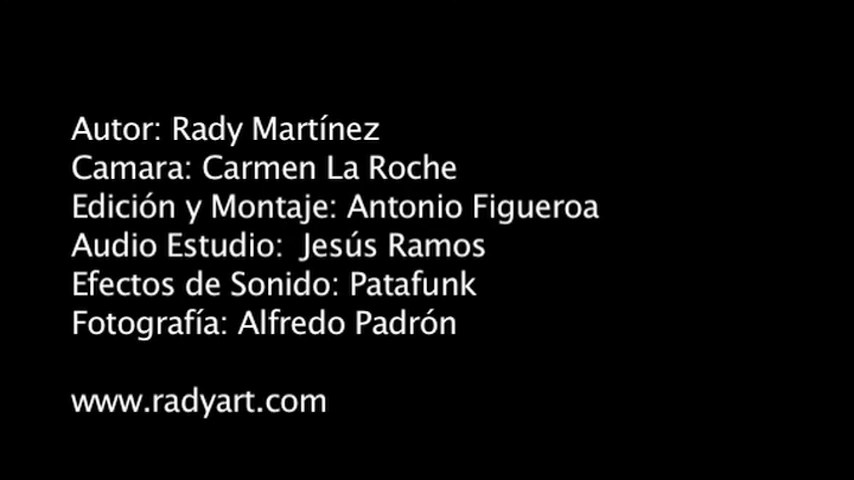 Autor: Rady Martínez
Camara: Carmen La Roche
Edición y Montaje: Antonio Figueroa
Audio Estudio:  Jesús Ramos
Efectos de Sonido: Patafunk
Fotografía: Alfredo Padrón
www.radyart.com